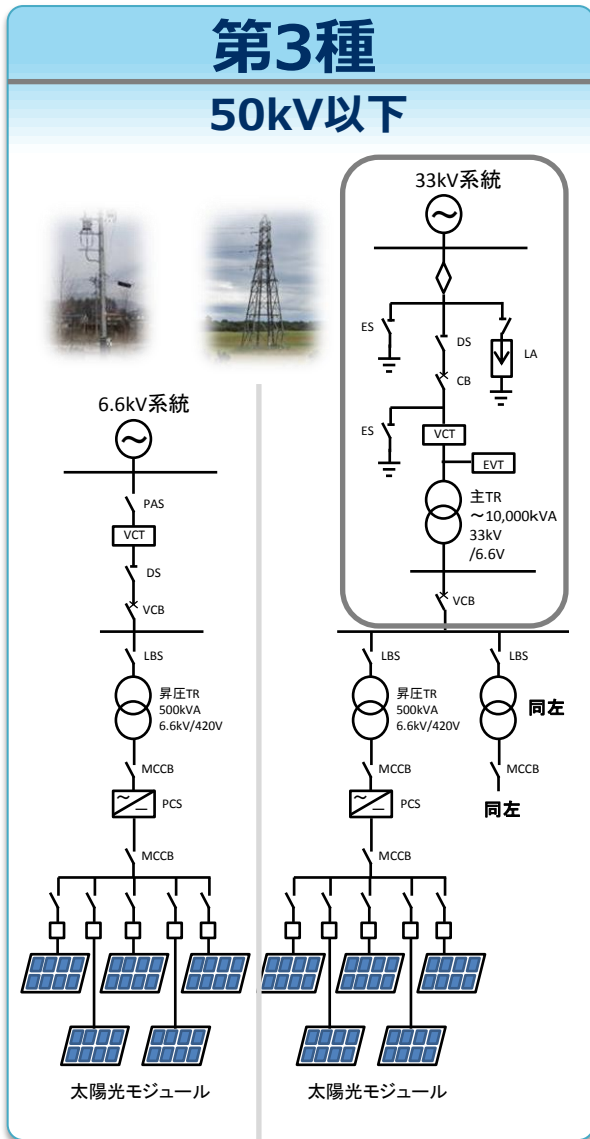 第3種
50kV以下
6.6kV系統
PAS
VCT
DS
VCB
LBS
昇圧TR
500kVA
6.6kV/420V
MCCB
PCS
MCCB
太陽光モジュール
33kV系統
ES
DS
LA
CB
ES
VCT
EVT
主TR
～10,000kVA
33kV
/6.6V
VCB
LBS
昇圧TR
500kVA
6.6kV/420V
MCCB
PCS
MCCB
太陽光モジュール
LBS
同左
MCCB
同左